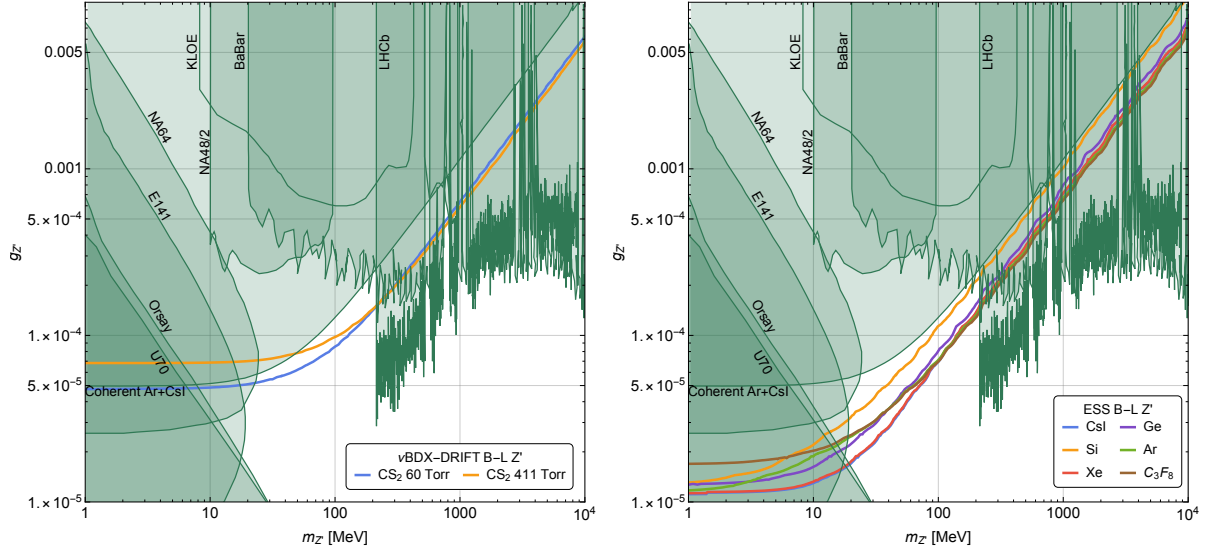 0.005
0.001
5.×10⁻⁴
1.×10⁻⁴
5.×10⁻⁵
1.×10⁻⁵
g_Z'
KLOE
BaBar
LHCb
NA64
NA48/2
E141
Orsay
U70
Coherent Ar+CsI
νBDX-DRIFT B-L Z'
CS₂ 60 Torr
CS₂ 411 Torr
1
10
100
1000
10⁴
m_Z' [MeV]
0.005
0.001
5.×10⁻⁴
1.×10⁻⁴
5.×10⁻⁵
1.×10⁻⁵
g_Z'
KLOE
BaBar
LHCb
NA64
NA48/2
E141
Orsay
U70
Coherent Ar+CsI
ESS B-L Z'
CsI
Ge
Si
Ar
Xe
C₃F₈
1
10
100
1000
10⁴
m_Z' [MeV]